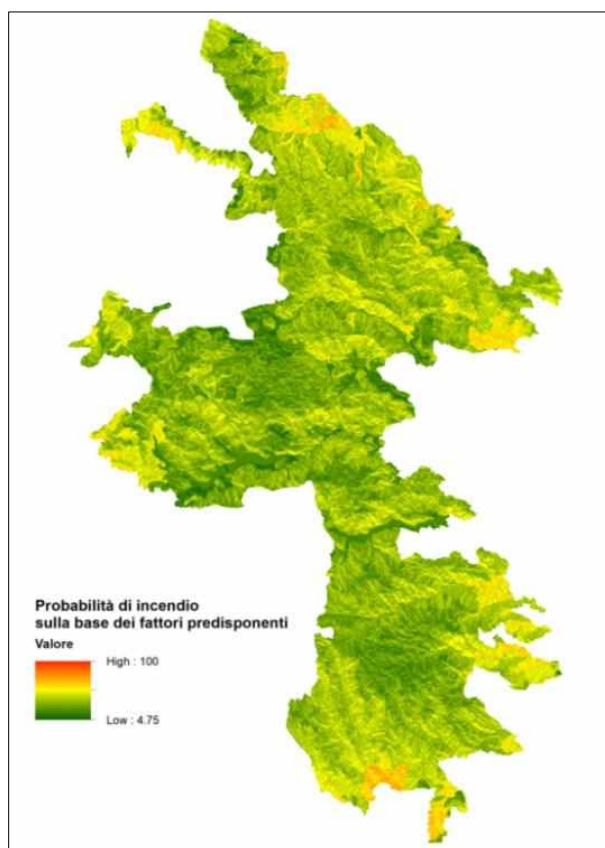 Probabilità di incendio
sulla base dei fattori predisponenti
Valore
High : 100
Low : 4.75